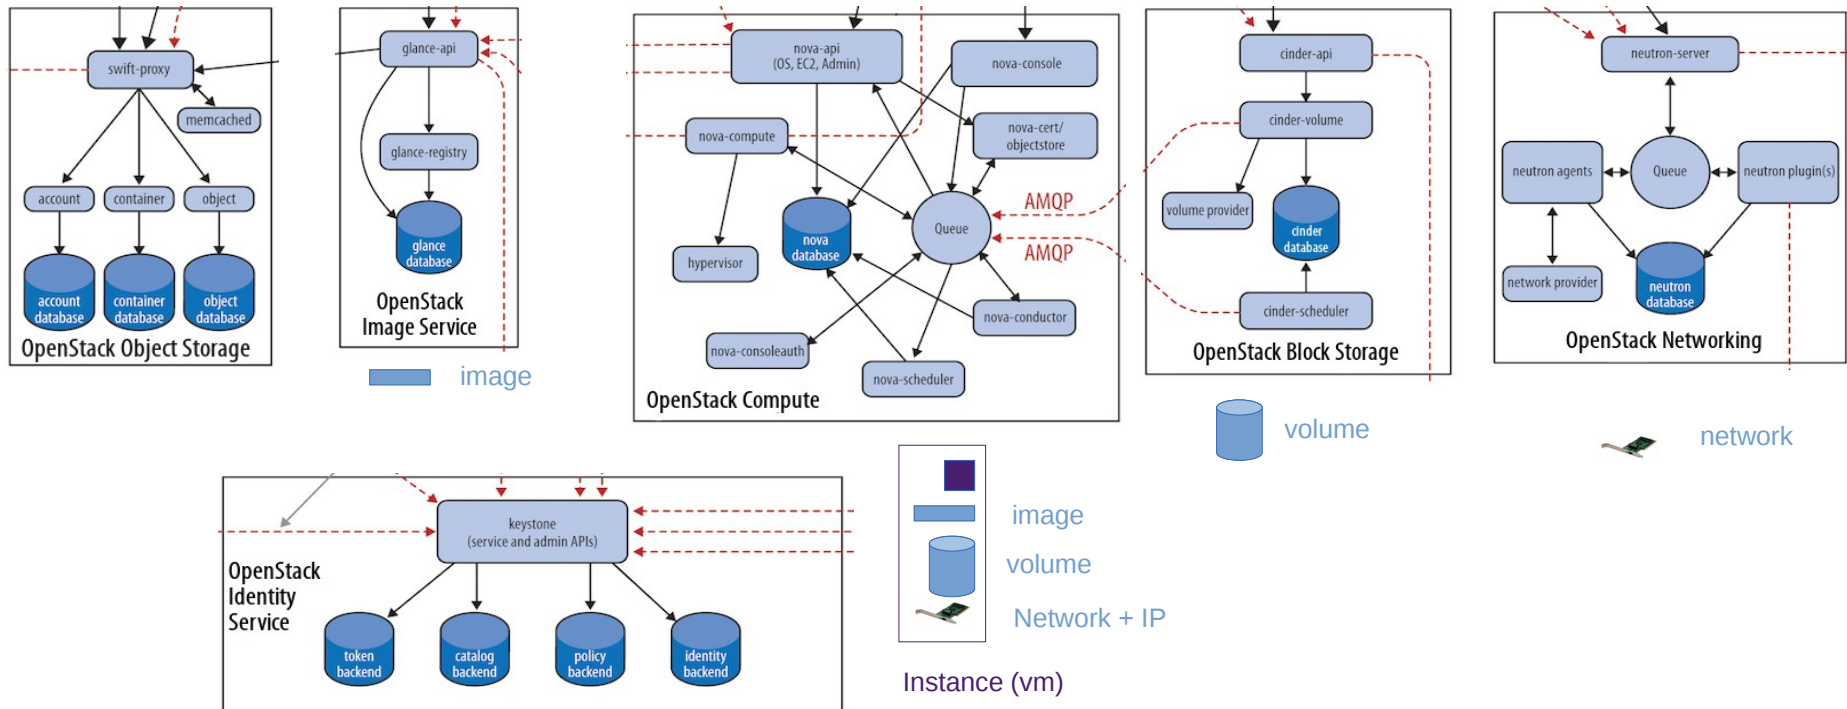 swift-proxy
memcached
account
container
object
account
database
container
database
object
database
OpenStack Object Storage
glance-api
glance-registry
glance
database
OpenStack
Image Service
image
nova-api
(OS, EC2, Admin)
nova-console
nova-compute
nova-cert/
objectstore
Queue
AMQP
AMQP
nova
database
hypervisor
nova-conductor
nova-consoleauth
nova-scheduler
OpenStack Compute
cinder-api
cinder-volume
volume provider
cinder
database
cinder-scheduler
OpenStack Block Storage
volume
neutron-server
neutron agents
Queue
neutron plugin(s)
network provider
neutron
database
OpenStack Networking
network
keystone
(service and admin APIs)
OpenStack
Identity
Service
token
backend
catalog
backend
policy
backend
identity
backend
image
volume
Network + IP
Instance (vm)